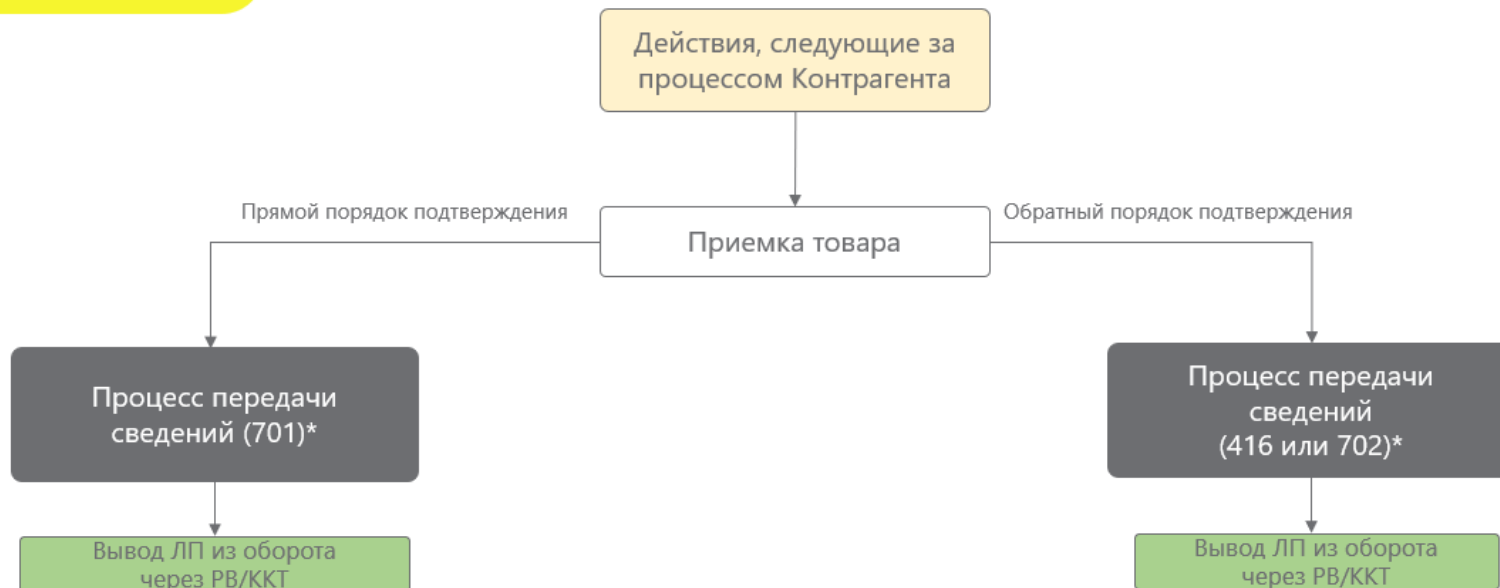 Действия, следующие за
процессом Контрагента
Прямой порядок подтверждения
Приемка товара
Обратный порядок подтверждения
Процесс передачи
сведений (701)*
Процесс передачи
сведений
(416 или 702)*
Вывод ЛП из оборота
через РВ/ККТ
Вывод ЛП из оборота
через РВ/ККТ